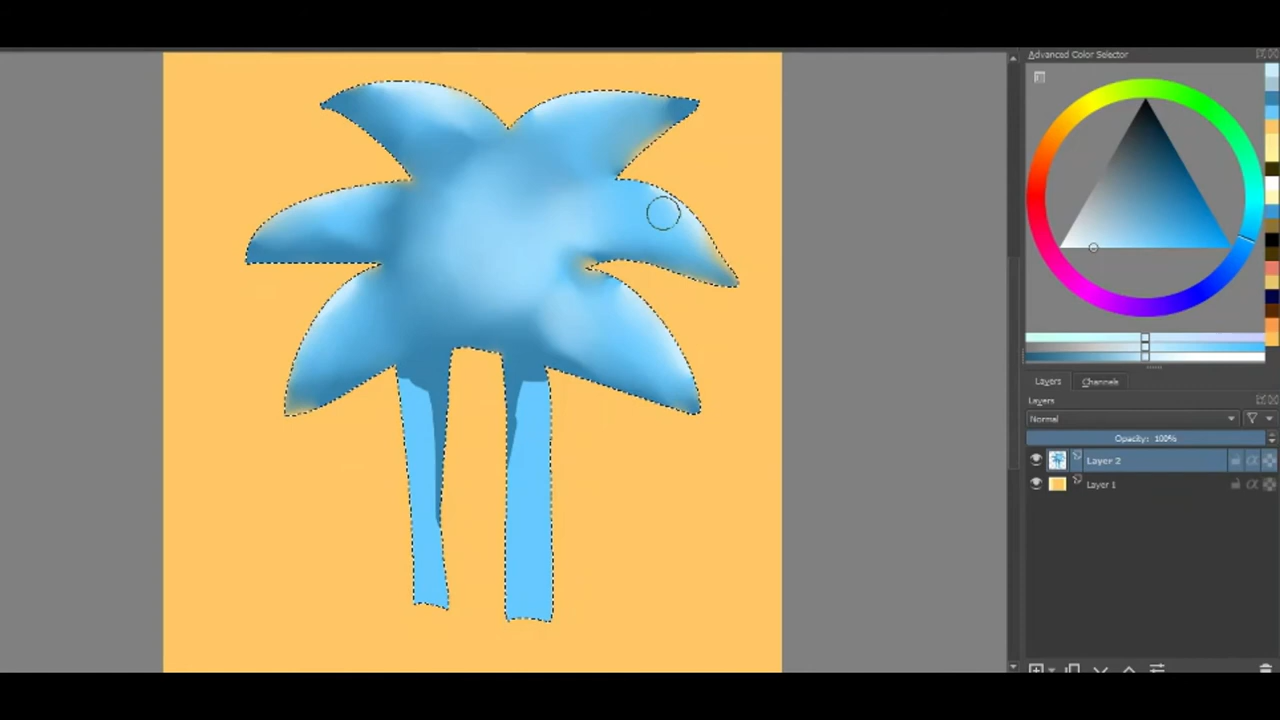 Advanced Color Selector
Layers
Channels
Layers
Normal
Opacity: 100%
Layer 2
Layer 1